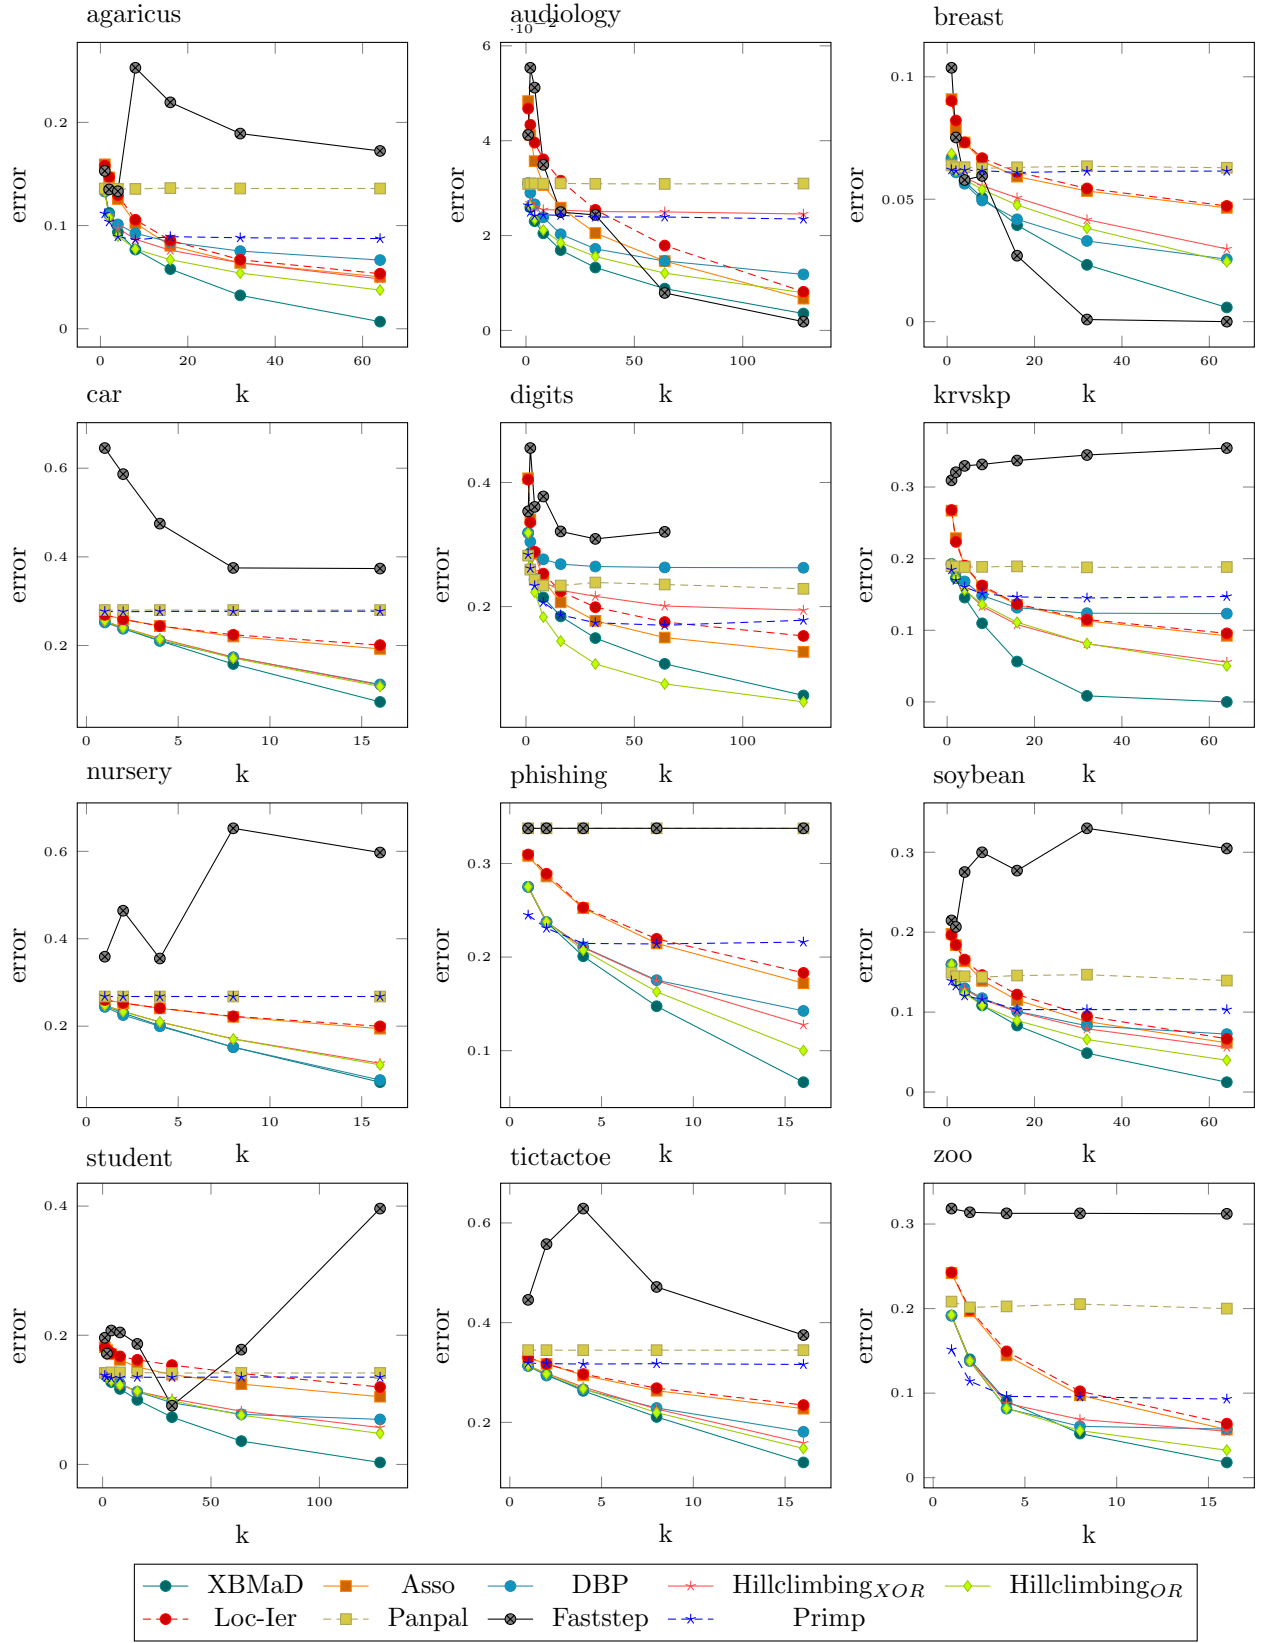 agaricus
audiology
breast
·10⁻²
error
0.2
0.1
0
0 20 40 60
k
error
6
4
2
0
0 50 100
k
error
0.1
0.05
0
0 20 40 60
k
car
digits
krvskp
error
0.6
0.4
0.2
0 5 10 15
k
error
0.4
0.2
0 50 100
k
error
0.3
0.2
0.1
0
0 20 40 60
k
nursery
phishing
soybean
error
0.6
0.4
0.2
0 5 10 15
k
error
0.3
0.2
0.1
0 5 10 15
k
error
0.3
0.2
0.1
0
0 20 40 60
k
student
tictactoe
zoo
error
0.4
0.2
0
0 50 100
k
error
0.6
0.4
0.2
0 5 10 15
k
error
0.3
0.2
0.1
0
0 5 10 15
k
XBMaD Asso DBP Hillclimbing_XOR Hillclimbing_OR
Loc-Ier Panpal Faststep Primp